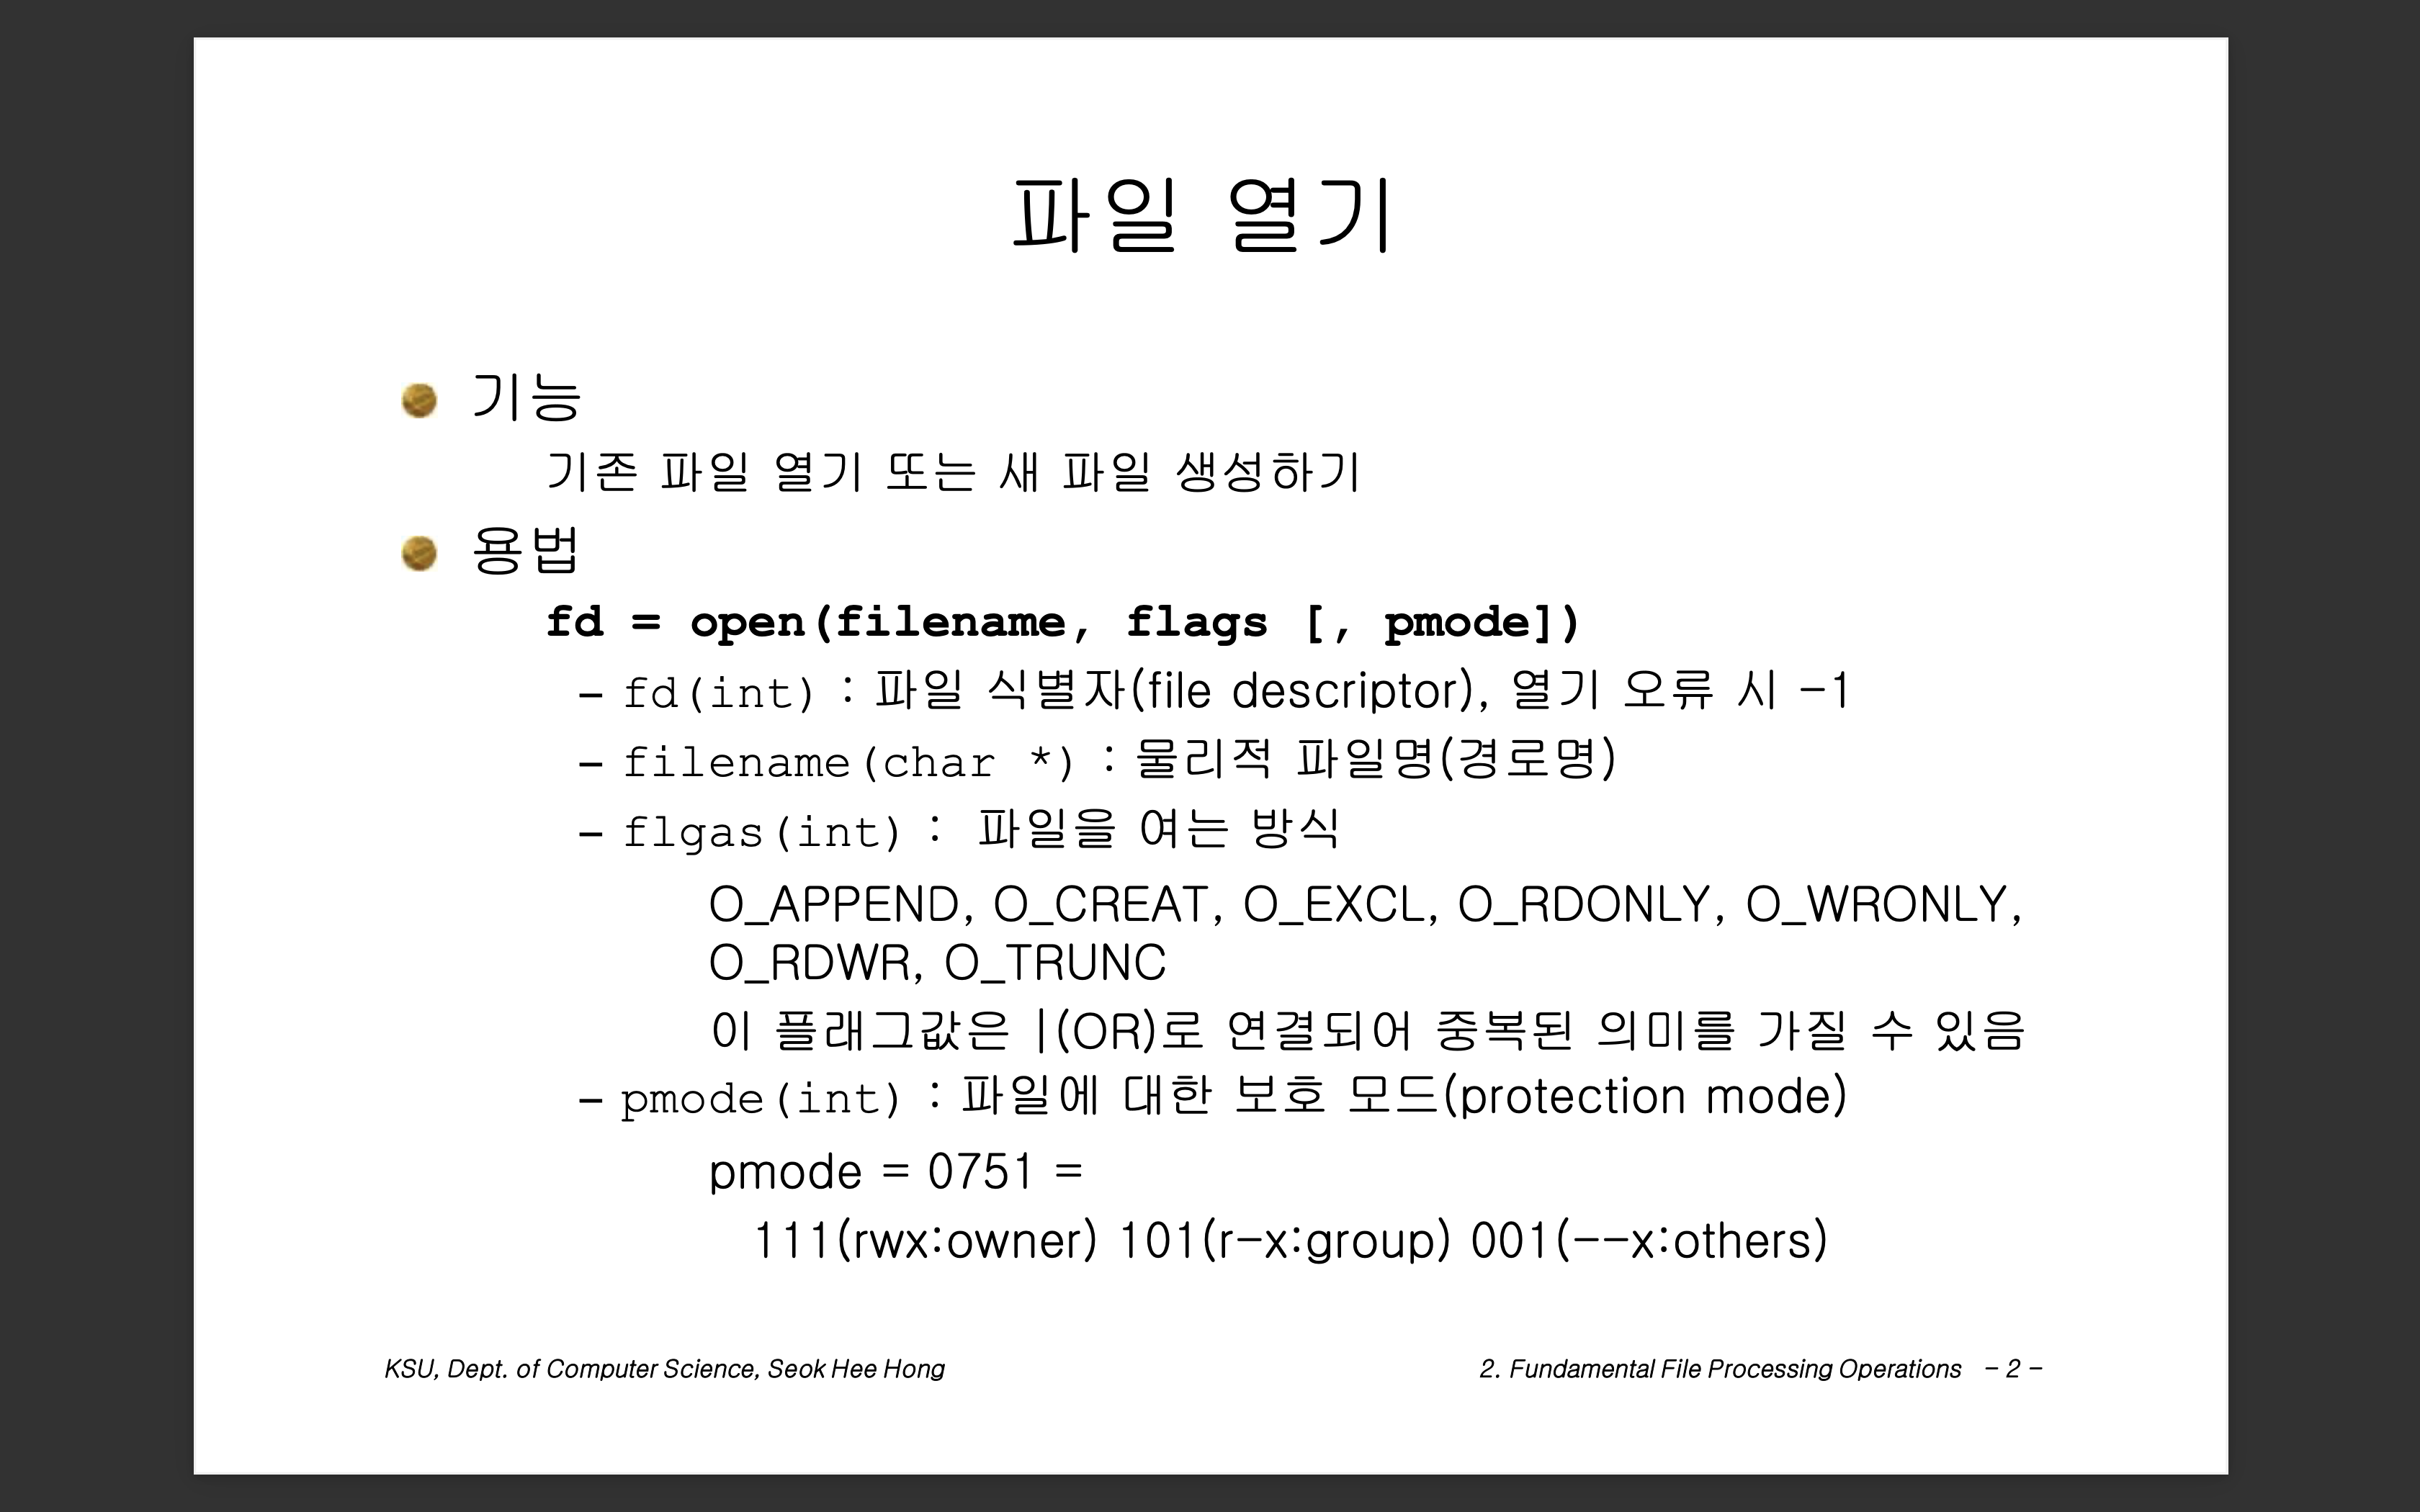 파일 열기
기능
기존 파일 열기 또는 새 파일 생성하기
용법
fd = open(filename, flags [, pmode])
– fd(int) : 파일 식별자(file descriptor), 열기 오류 시 -1
– filename(char *) : 물리적 파일명(경로명)
– flgas(int) : 파일을 여는 방식
O_APPEND, O_CREAT, O_EXCL, O_RDONLY, O_WRONLY,
O_RDWR, O_TRUNC
이 플래그값은 |(OR)로 연결되어 중복된 의미를 가질 수 있음
– pmode(int) : 파일에 대한 보호 모드(protection mode)
pmode = 0751 =
111(rwx:owner) 101(r-x:group) 001(--x:others)
KSU, Dept. of Computer Science, Seok Hee Hong
2. Fundamental File Processing Operations - 2 -